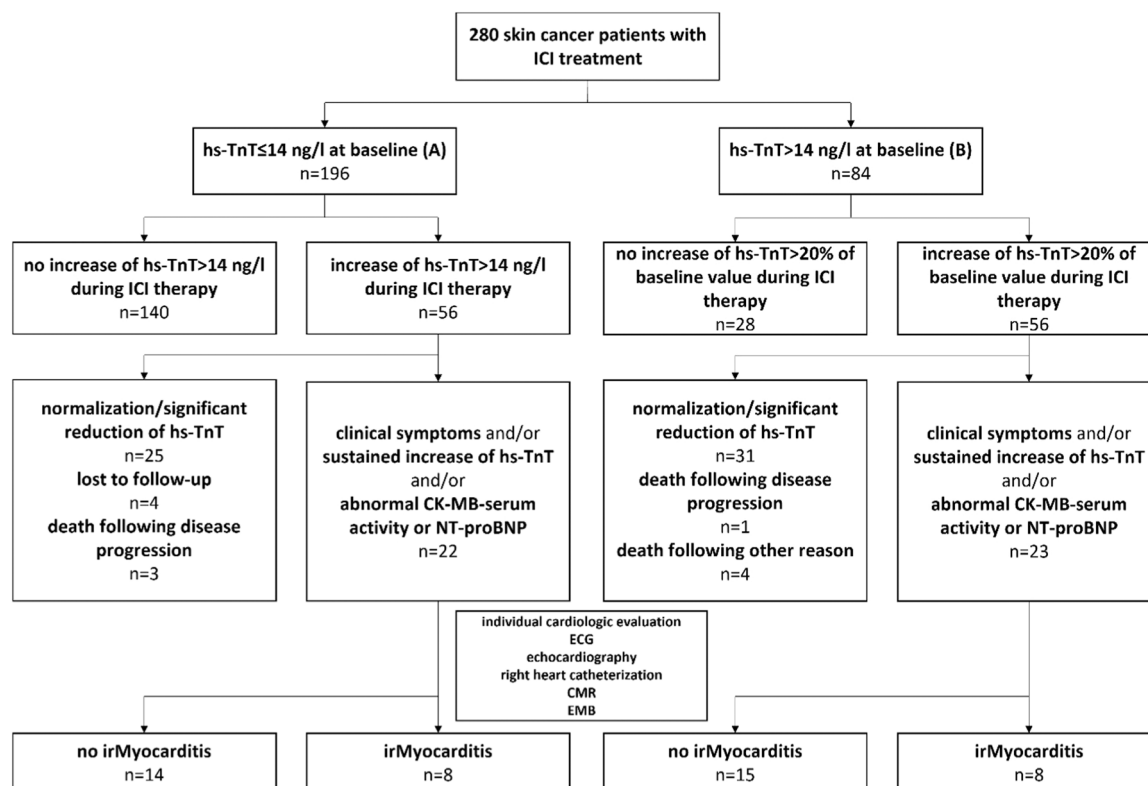 280 skin cancer patients with
ICI treatment
hs-TnT≤14 ng/l at baseline (A)
n=196
hs-TnT>14 ng/l at baseline (B)
n=84
no increase of hs-TnT>14 ng/l
during ICI therapy
n=140
increase of hs-TnT>14 ng/l
during ICI therapy
n=56
no increase of hs-TnT>20% of
baseline value during ICI
therapy
n=28
increase of hs-TnT>20% of
baseline value during ICI
therapy
n=56
normalization/significant
reduction of hs-TnT
n=25
lost to follow-up
n=4
death following disease
progression
n=3
clinical symptoms and/or
sustained increase of hs-TnT
and/or
abnormal CK-MB-serum
activity or NT-proBNP
n=22
normalization/significant
reduction of hs-TnT
n=31
death following disease
progression
n=1
death following other reason
n=4
clinical symptoms and/or
sustained increase of hs-TnT
and/or
abnormal CK-MB-serum
activity or NT-proBNP
n=23
individual cardiologic evaluation
ECG
echocardiography
right heart catheterization
CMR
EMB
no irMyocarditis
n=14
irMyocarditis
n=8
no irMyocarditis
n=15
irMyocarditis
n=8